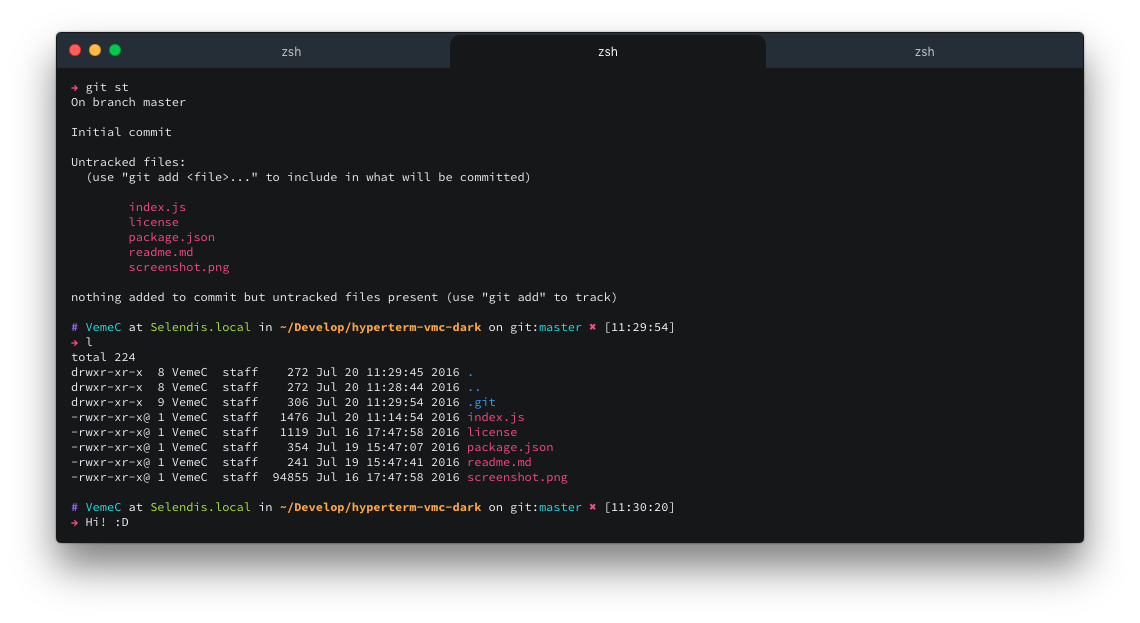 zsh zsh zsh
→ git st
On branch master
Initial commit
Untracked files:
(use "git add <file>..." to include in what will be committed)
index.js
license
package.json
readme.md
screenshot.png
nothing added to commit but untracked files present (use "git add" to track)
# VemeC at Selendis.local in ~/Develop/hyperterm-vmc-dark on git:master ✖ [11:29:54]
→ l
total 224
drwxr-xr-x  8 VemeC  staff    272 Jul 20 11:29:45 2016 .
drwxr-xr-x  8 VemeC  staff    272 Jul 20 11:28:44 2016 ..
drwxr-xr-x  9 VemeC  staff    306 Jul 20 11:29:54 2016 .git
-rwxr-xr-x@ 1 VemeC  staff   1476 Jul 20 11:14:54 2016 index.js
-rwxr-xr-x@ 1 VemeC  staff   1119 Jul 16 17:47:58 2016 license
-rwxr-xr-x@ 1 VemeC  staff    354 Jul 19 15:47:07 2016 package.json
-rwxr-xr-x@ 1 VemeC  staff    241 Jul 19 15:47:41 2016 readme.md
-rwxr-xr-x@ 1 VemeC  staff  94855 Jul 16 17:47:58 2016 screenshot.png
# VemeC at Selendis.local in ~/Develop/hyperterm-vmc-dark on git:master ✖ [11:30:20]
→ Hi! :D